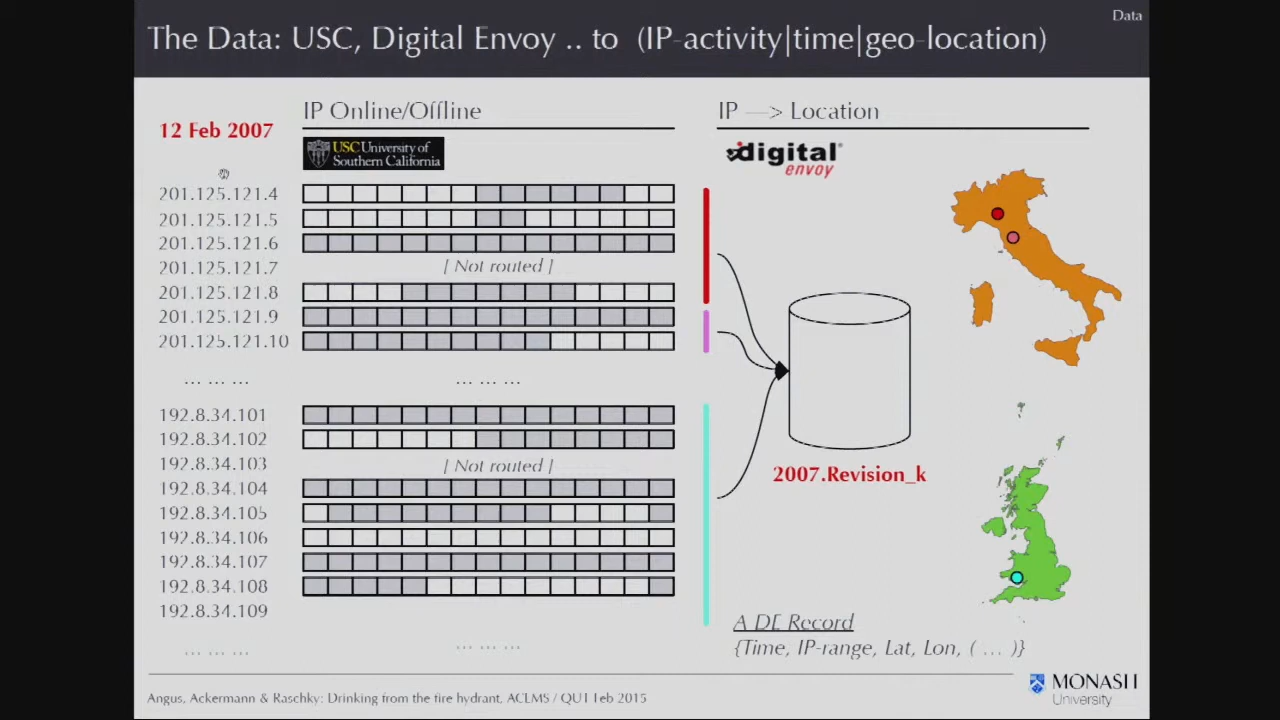 Data
The Data: USC, Digital Envoy .. to (IP-activity|time|geo-location)
12 Feb 2007
IP Online/Offline
USC University of
Southern California
201.125.121.4
201.125.121.5
201.125.121.6
201.125.121.7
[ Not routed ]
201.125.121.8
201.125.121.9
201.125.121.10
... ... ...
... ... ...
192.8.34.101
192.8.34.102
192.8.34.103
[ Not routed ]
192.8.34.104
192.8.34.105
192.8.34.106
192.8.34.107
192.8.34.108
192.8.34.109
... ... ...
... ... ...
IP —> Location
digital
envoy
2007.Revision_k
A DE Record
{Time, IP-range, Lat, Lon, ( ... )}
Angus, Ackermann & Raschky: Drinking from the fire hydrant, ACEMS / QUT Feb 2015
MONASH
University